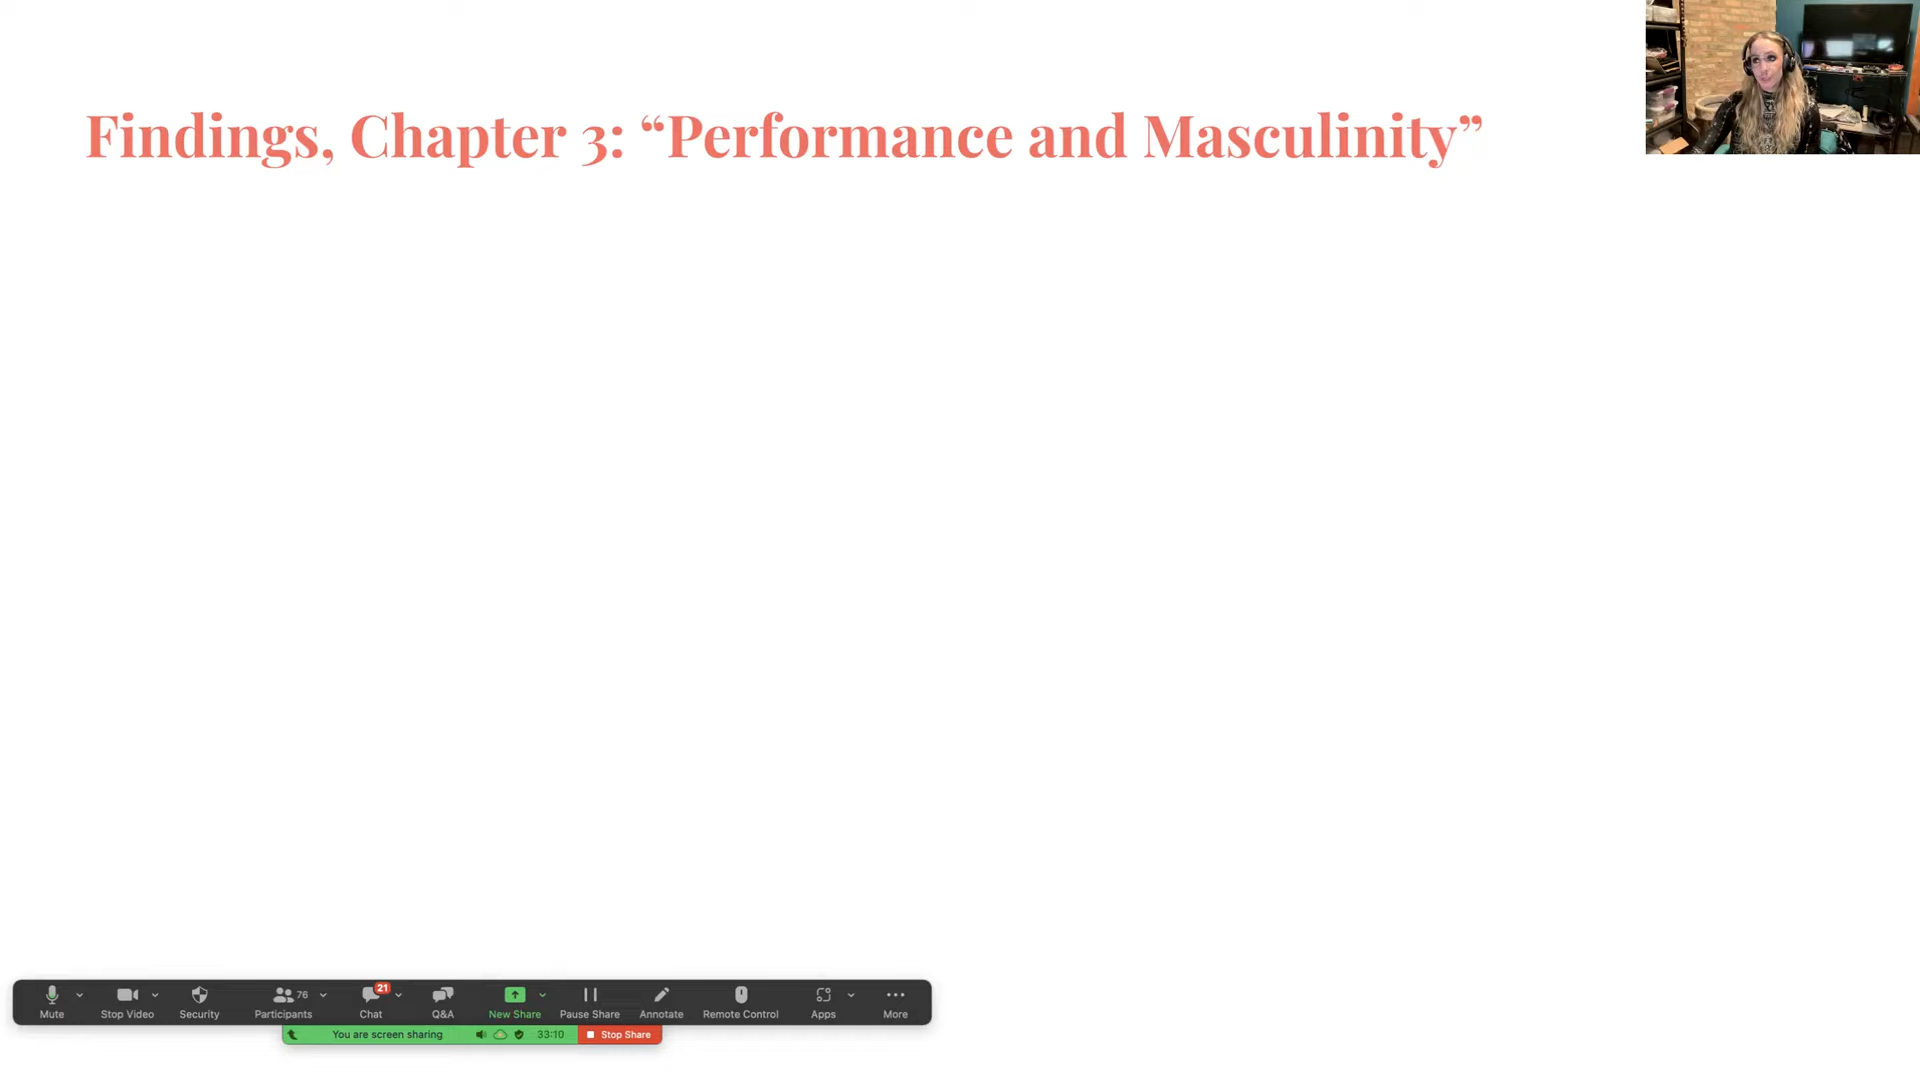 Findings, Chapter 3: “Performance and Masculinity”
76
21
Mute
Stop Video
Security
Participants
Chat
Q&A
New Share
Pause Share
Annotate
Remote Control
Apps
More
You are screen sharing
33:10
Stop Share